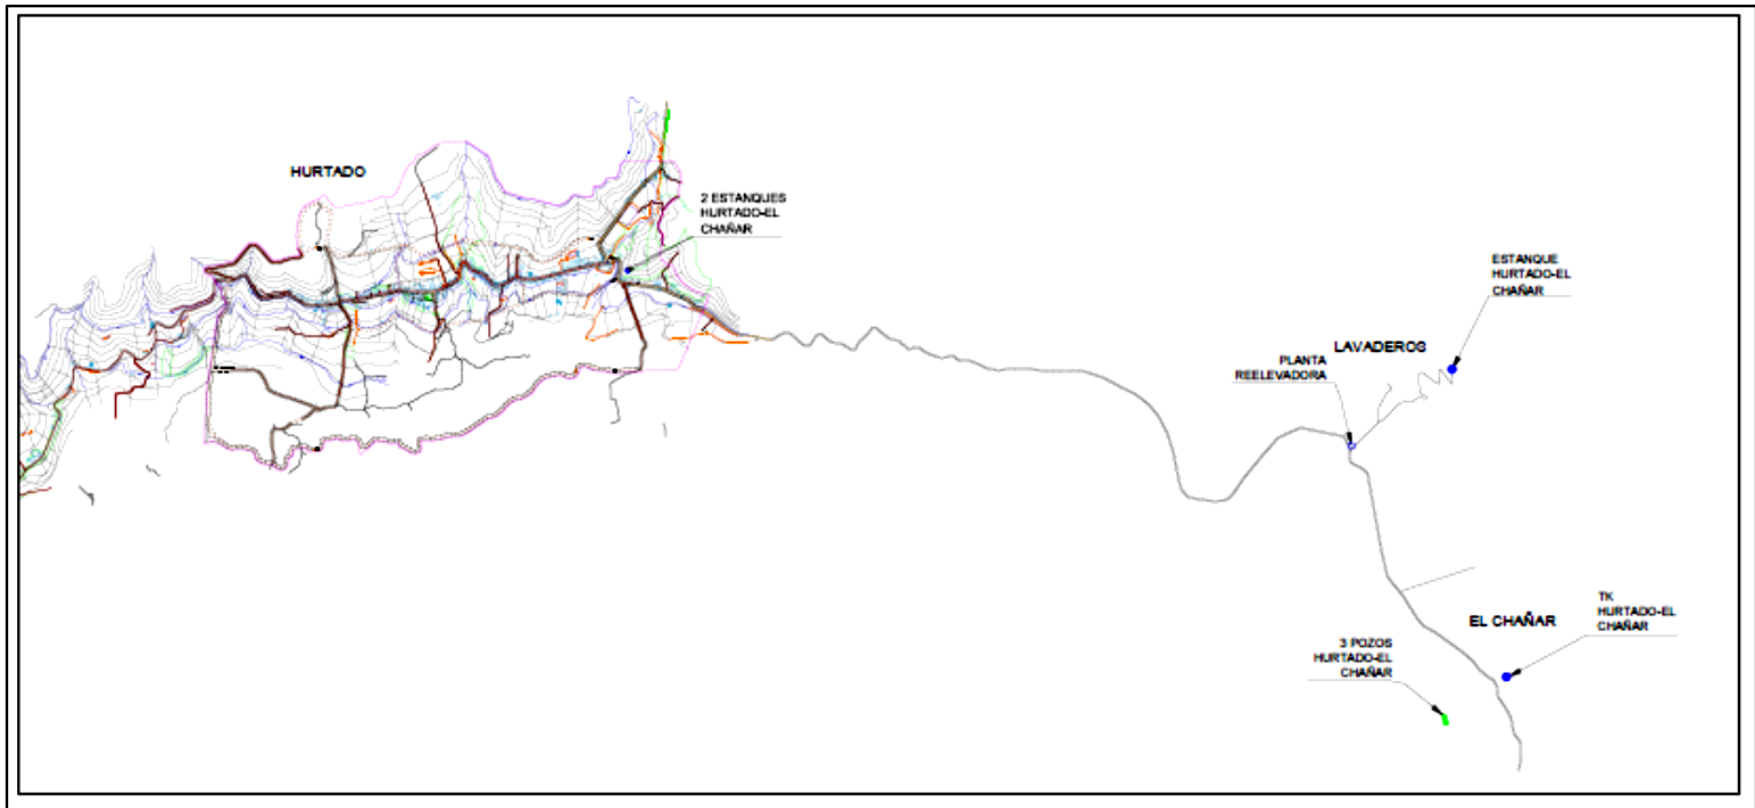 HURTADO
2 ESTANQUES
HURTADO-EL
CHAÑAR
ESTANQUE
HURTADO-EL
CHAÑAR
LAVADEROS
PLANTA
REELEVADORA
TK
HURTADO-EL
CHAÑAR
EL CHAÑAR
3 POZOS
HURTADO-EL
CHAÑAR